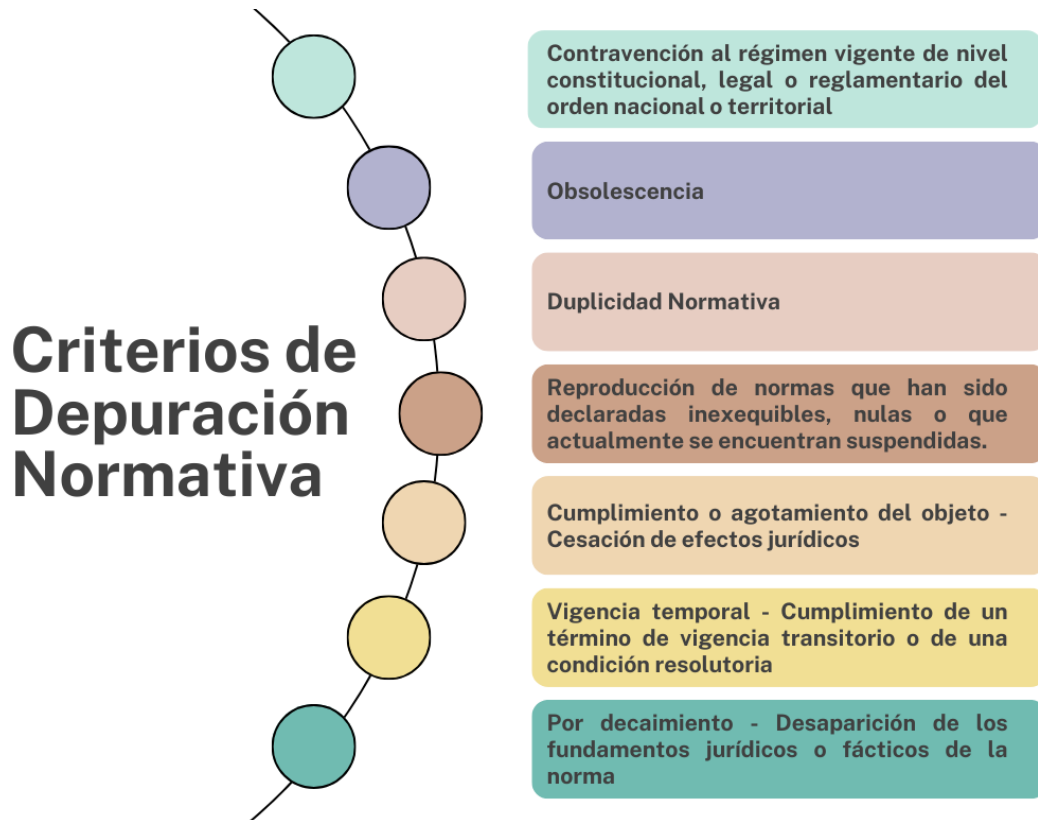 Criterios de
Depuración
Normativa
Contravención al régimen vigente de nivel
constitucional, legal o reglamentario del
orden nacional o territorial
Obsolescencia
Duplicidad Normativa
Reproducción de normas que han sido
declaradas inexequibles, nulas o que
actualmente se encuentran suspendidas.
Cumplimiento o agotamiento del objeto -
Cesación de efectos jurídicos
Vigencia temporal - Cumplimiento de un
término de vigencia transitorio o de una
condición resolutoria
Por decaimiento - Desaparición de los
fundamentos jurídicos o fácticos de la
norma